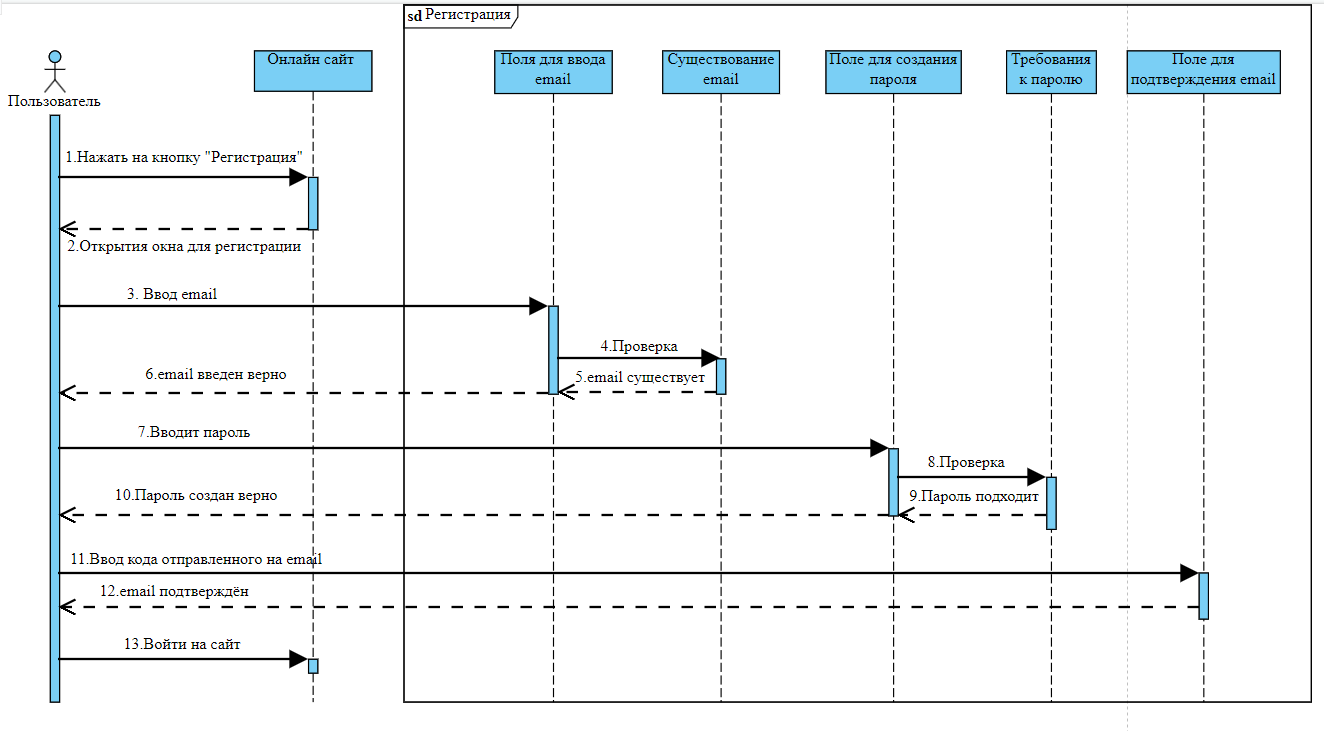 sd Регистрация
Пользователь
Онлайн сайт
Поля для ввода
email
Существование
email
Поле для создания
пароля
Требования
к паролю
Поле для
подтверждения email
1.Нажать на кнопку "Регистрация"
2.Открытия окна для регистрации
3. Ввод email
4.Проверка
5.email существует
6.email введен верно
7.Вводит пароль
8.Проверка
9.Пароль подходит
10.Пароль создан верно
11.Ввод кода отправленного на email
12.email подтверждён
13.Войти на сайт